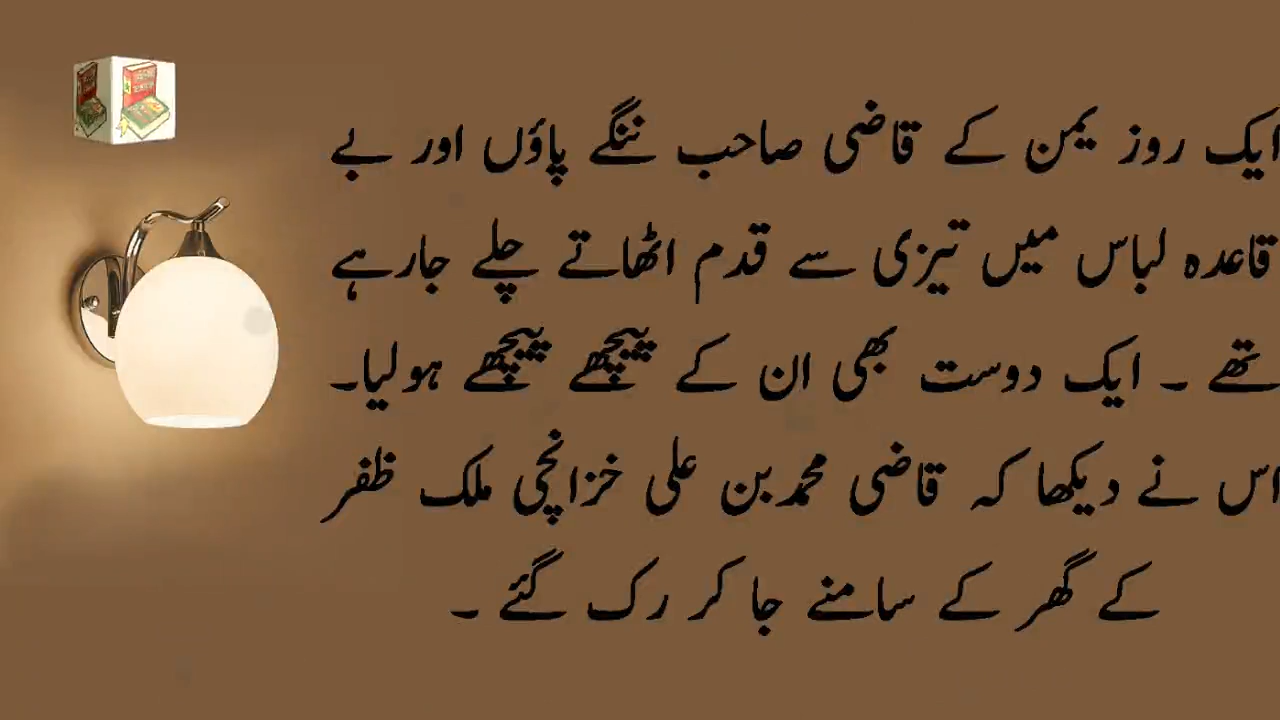 ایک روز یمن کے قاضی صاحب ننگے پاؤں اور بے
قاعدہ لباس میں تیزی سے قدم اٹھاتے چلے جارہے
تھے ۔ ایک دوست بھی ان کے پیچھے پیچھے ہولیا۔
اس نے دیکھا کہ قاضی محمد بن علی خزانچی ملک ظفر
کے گھر کے سامنے جا کر رک گئے ۔